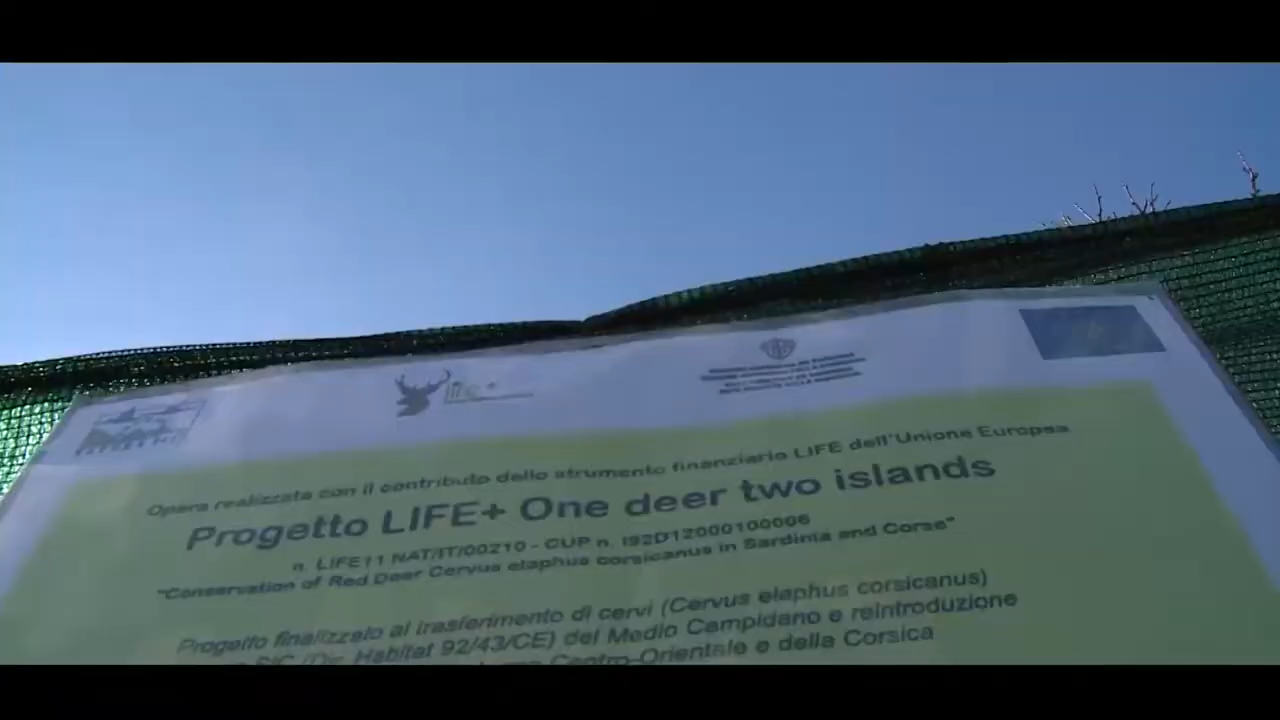 life+
Opera realizzata con il contributo dello strumento finanziario LIFE dell'Unione Europea
Progetto LIFE+ One deer two islands
n. LIFE11 NAT/IT/00210 - CUP n. I92D12000100006
"Conservation of Red Deer Cervus elaphus corsicanus in Sardinia and Corse"
Progetto finalizzato al trasferimento di cervi (Cervus elaphus corsicanus)
SIC (Dir. Habitat 92/43/CE) del Medio Campidano e reintroduzione
Centro-Orientale e della Corsica